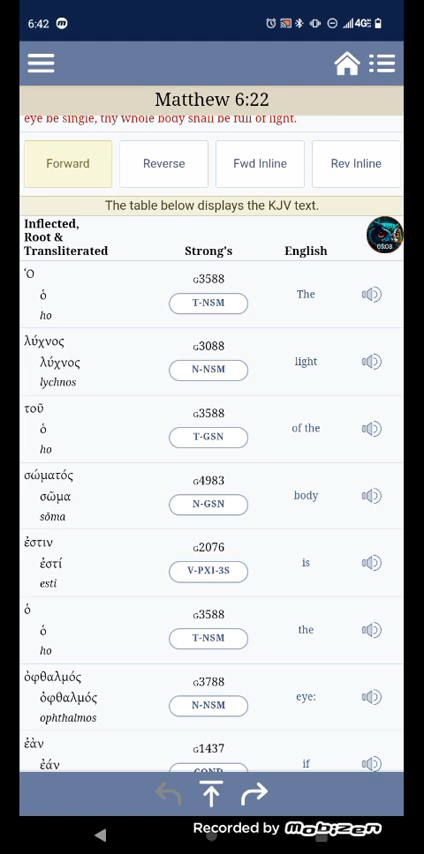 6:42
4GE
Matthew 6:22
eye be single, thy whole body shall be full of light.
Forward Reverse Fwd Inline Rev Inline
The table below displays the KJV text.
Inflected,
Root &
Transliterated Strong's English
05:08
Ὁ
G3588
ὁ T-NSM The
ho
λύχνος
G3088
λύχνος N-NSM light
lychnos
τοῦ
G3588
ὁ T-GSN of the
ho
σώματός
G4983
σῶμα N-GSN body
sōma
ἐστιν
G2076
ἐστί V-PXI-3S is
esti
ὁ
G3588
ὁ T-NSM the
ho
ὀφθαλμός
G3788
ὀφθαλμός N-NSM eye:
ophthalmos
ἐὰν
G1437
ἐάν COND if
Recorded by MobiZen